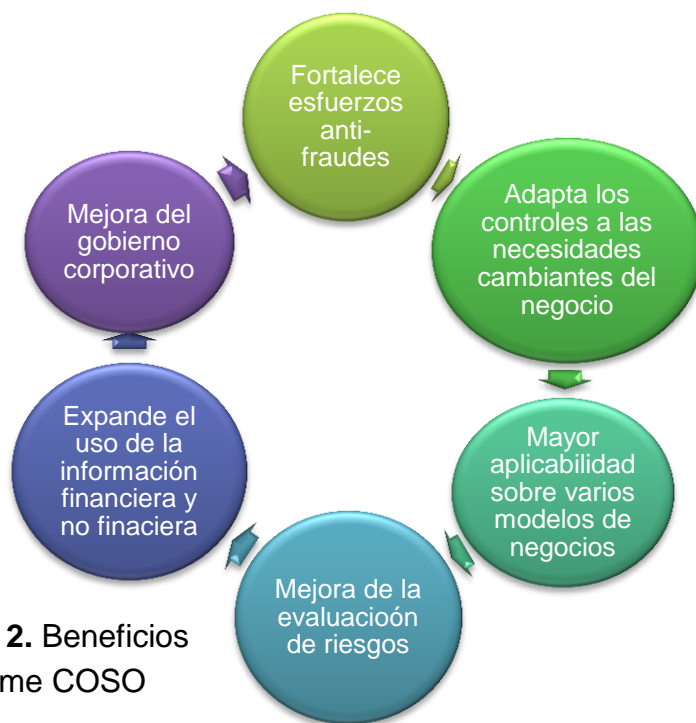 Fortalece
esfuerzos
anti-
fraudes
Adapta los
controles a las
necesidades
cambiantes del
negocio
Mayor
aplicabilidad
sobre varios
modelos de
negocios
Mejora de la
evaluacioón
de riesgos
Expande el
uso de la
información
financiera y
no finaciera
Mejora del
gobierno
corporativo
2. Beneficios
me COSO